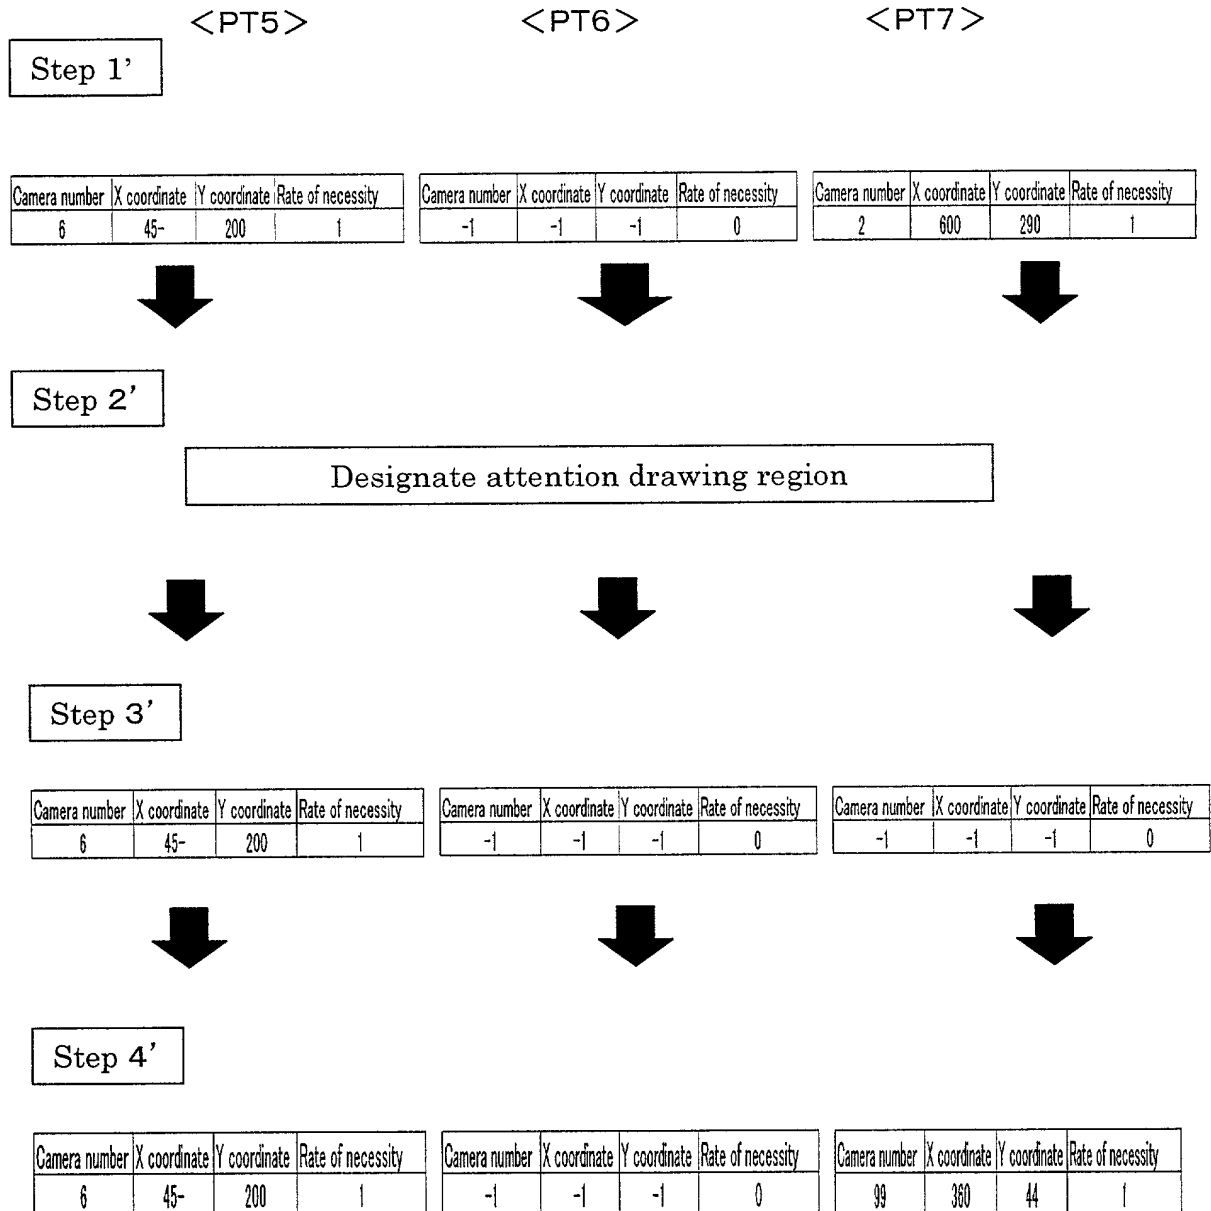 <PT5> <PT6> <PT7>
Step 1’
Camera number X coordinate Y coordinate Rate of necessity Camera number X coordinate Y coordinate Rate of necessity Camera number X coordinate Y coordinate Rate of necessity
6 45- 200 1 -1 -1 -1 0 2 600 290 1
Step 2’
Designate attention drawing region
Step 3’
Camera number X coordinate Y coordinate Rate of necessity Camera number X coordinate Y coordinate Rate of necessity Camera number X coordinate Y coordinate Rate of necessity
6 45- 200 1 -1 -1 -1 0 -1 -1 -1 0
Step 4’
Camera number X coordinate Y coordinate Rate of necessity Camera number X coordinate Y coordinate Rate of necessity Camera number X coordinate Y coordinate Rate of necessity
6 45- 200 1 -1 -1 -1 0 99 360 44 1